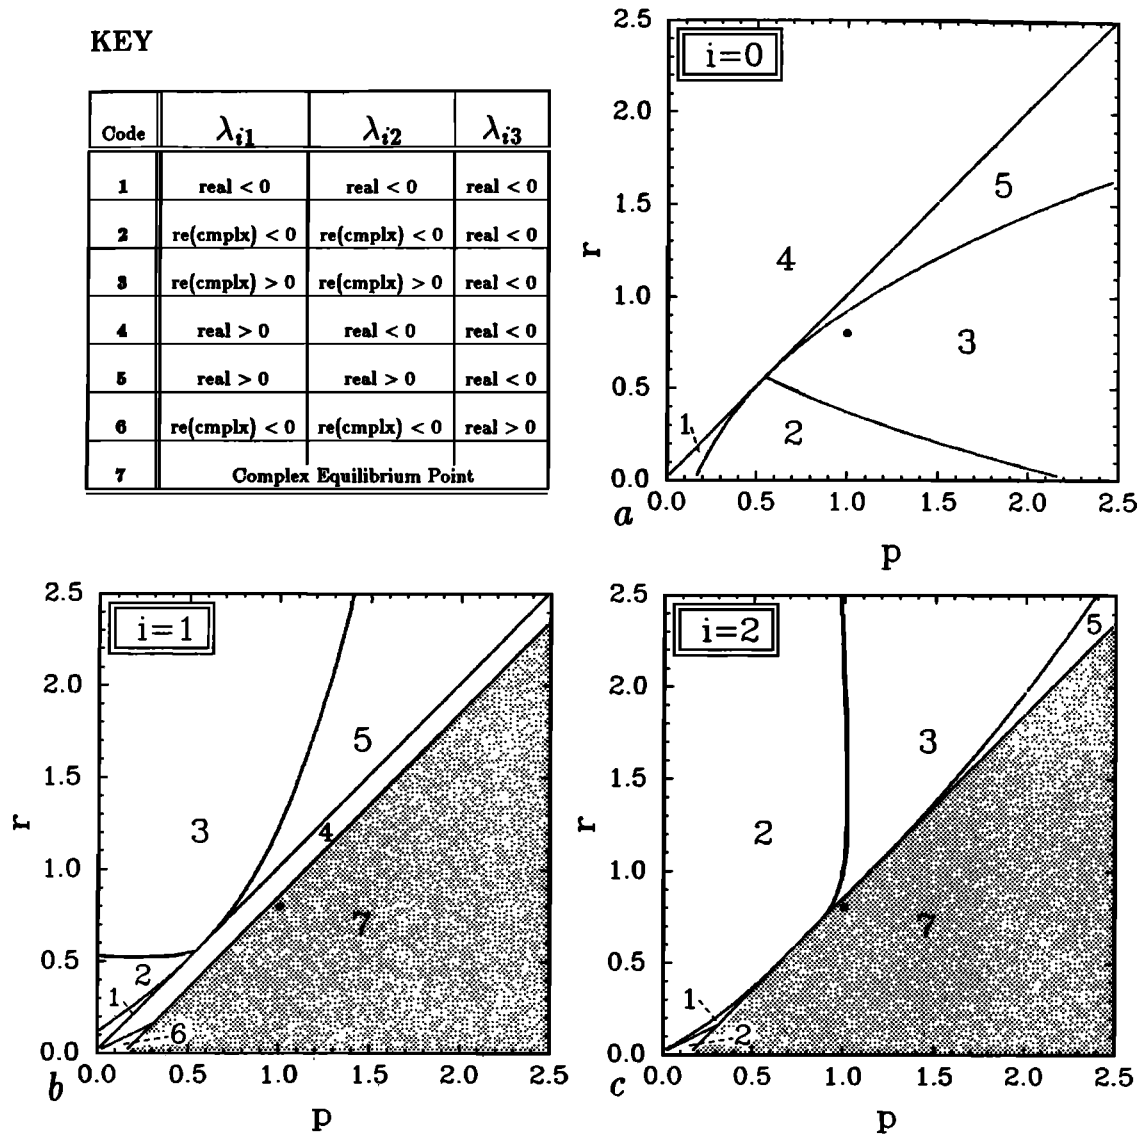 KEY
Code λi1 λi2 λi3
1 real < 0 real < 0 real < 0
2 re(cmplx) < 0 re(cmplx) < 0 real < 0
3 re(cmplx) > 0 re(cmplx) > 0 real < 0
4 real > 0 real < 0 real < 0
5 real > 0 real > 0 real < 0
6 re(cmplx) < 0 re(cmplx) < 0 real > 0
7 Complex Equilibrium Point
i=0
2.5
2.0
1.5
1.0
0.5
0.0
r
5
4
3
1
2
0.0 0.5 1.0 1.5 2.0 2.5
a
p
i=1
2.5
2.0
1.5
1.0
0.5
0.0
r
5
3
4
7
2
1
6
0.0 0.5 1.0 1.5 2.0 2.5
b
p
i=2
2.5
2.0
1.5
1.0
0.5
0.0
r
5
3
2
7
1
2
0.0 0.5 1.0 1.5 2.0 2.5
c
p